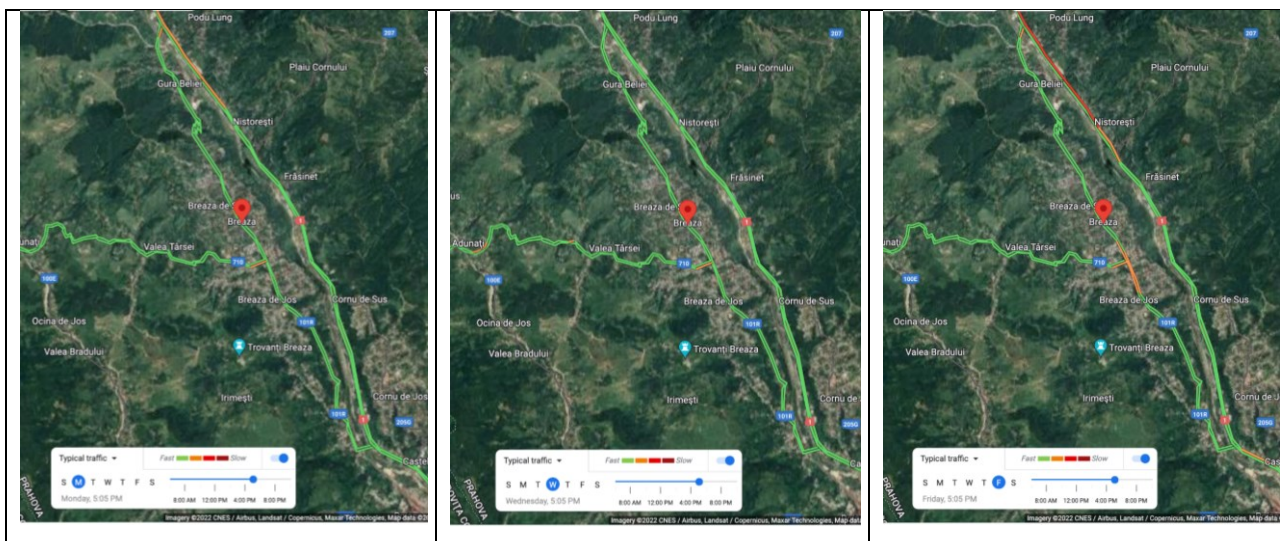 Podu Lung
207
Plaiu Cornului
Gura Beliei
Nistorești
Frăsinet
Breaza de
Breaza
1
Valea Târsei
710
100E
Breaza de Jos
Cornu de Sus
Ocina de Jos
101R
Valea Bradului
Trovanți Breaza
Irimești
Cornu de Jos
101R
1
205G
Typical traffic
Fast Slow
S M T W T F S
8:00 AM 12:00 PM 4:00 PM 8:00 PM
Monday, 5:05 PM
PRAHOVA
Imagery ©2022 CNES / Airbus, Landsat / Copernicus, Maxar Technologies, Map data
Podu Lung
207
Plaiu Cornului
Gura Beliei
Nistorești
Frăsinet
Breaza de
Breaza
1
Adunați
Valea Târsei
710
100E
Breaza de Jos
Cornu de Sus
Ocina de Jos
101R
Valea Bradului
Trovanți Breaza
Irimești
101R
1
Typical traffic
Fast Slow
S M T W T F S
8:00 AM 12:00 PM 4:00 PM 8:00 PM
Wednesday, 5:05 PM
PRAHOVA
Imagery ©2022 CNES / Airbus, Landsat / Copernicus, Maxar Technologies, Map data
Podu Lung
207
Plaiu Cornului
Gura Beliei
Nistorești
Frăsinet
Breaza de
Breaza
1
Valea Târsei
710
100E
Breaza de Jos
Cornu de Sus
Ocina de Jos
101R
Valea Bradului
Trovanți Breaza
Irimești
Cornu de
101R
1
205G
Typical traffic
Fast Slow
S M T W T F S
8:00 AM 12:00 PM 4:00 PM 8:00 PM
Friday, 5:05 PM
PRAHOVA
Imagery ©2022 CNES / Airbus, Landsat / Copernicus, Maxar Technologies, Map data